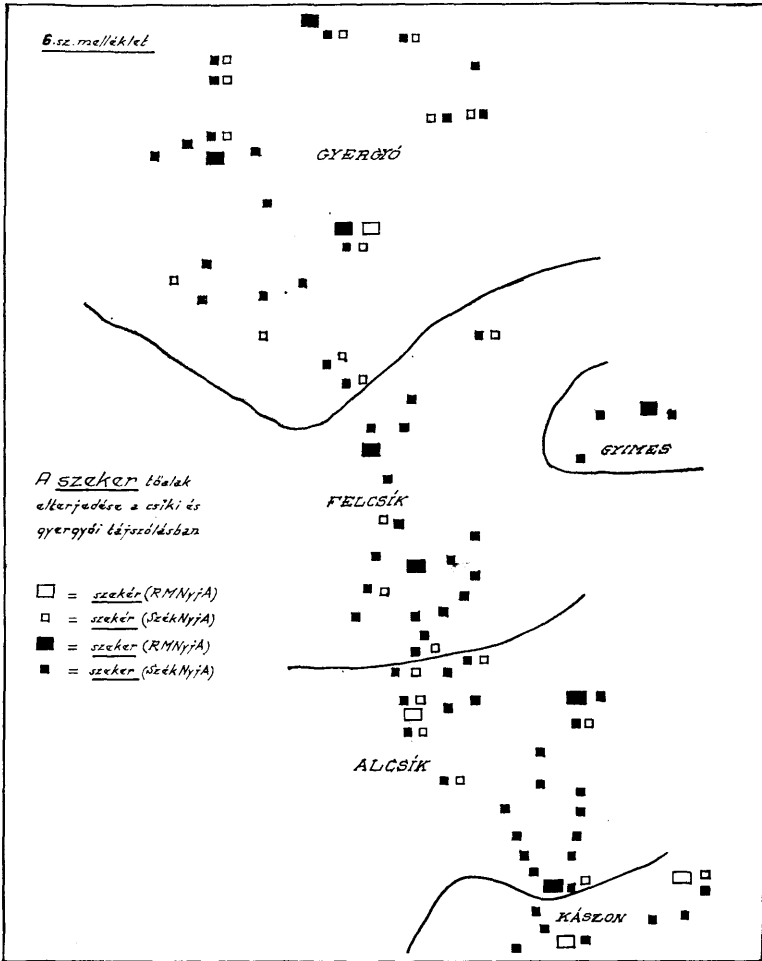 6.sz.melléklet
GYERGYÓ
GYIMES
A szeker tőalak
elterjedése a csíki és
gyergyói tájszólásban
FELCSÍK
= szekér (RMNyjA)
= szekér (SzékNyjA)
= szeker (RMNyjA)
= szeker (SzékNyjA)
ALCSÍK
KÁSZON